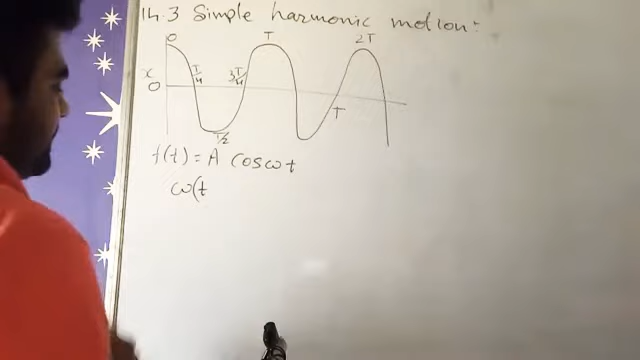 14.3 Simple harmonic motion:
0 T 2T
x T/4 3T/4
0
T
T/2
f(t) = A cosωt
ω(t